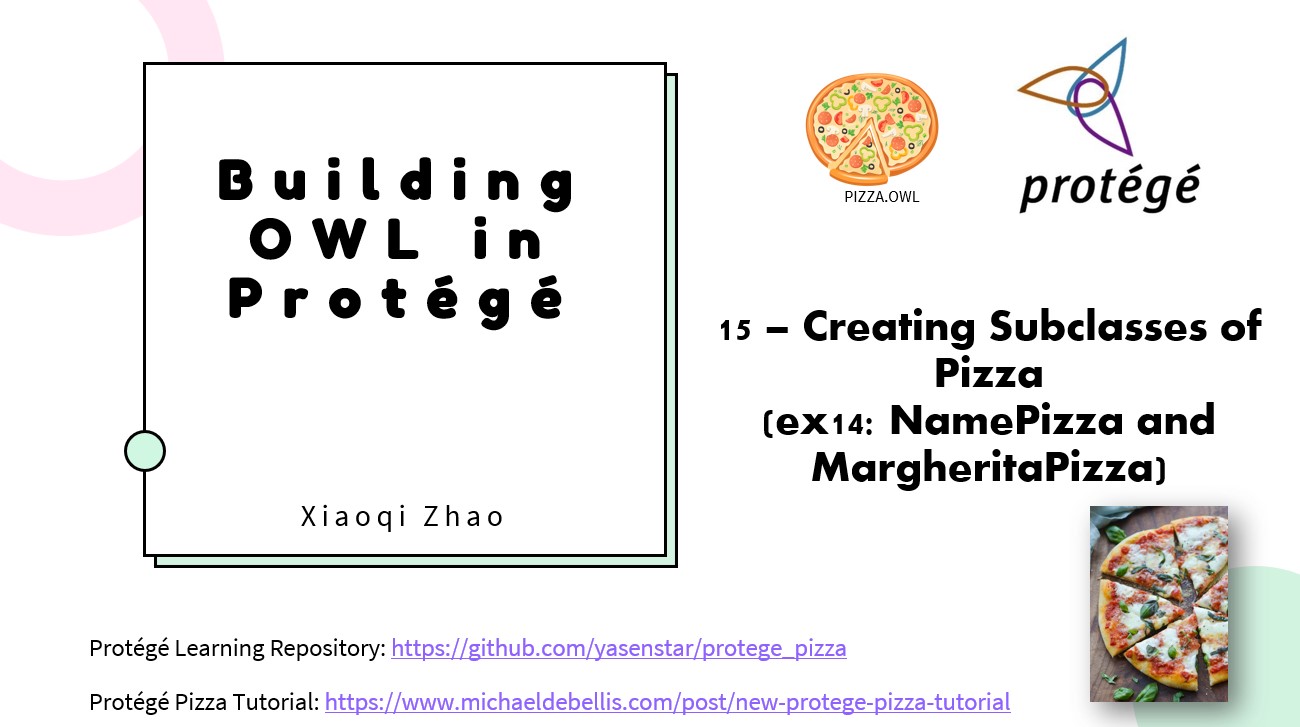 Building
OWL in
Protégé
Xiaoqi Zhao
PIZZA.OWL
protégé
15 – Creating Subclasses of
Pizza
(ex14: NamePizza and
MargheritaPizza)
Protégé Learning Repository: https://github.com/yasenstar/protege_pizza
Protégé Pizza Tutorial: https://www.michaeldebellis.com/post/new-protege-pizza-tutorial